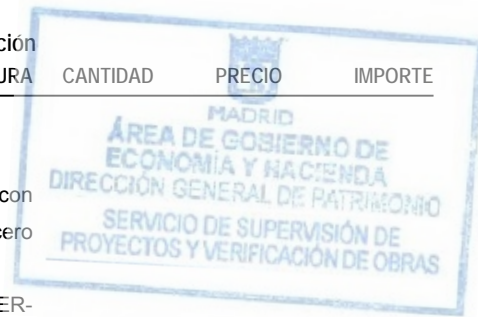 ción
URA CANTIDAD PRECIO IMPORTE
MADRID
ÁREA DE GOBIERNO DE
ECONOMÍA Y HACIENDA
DIRECCIÓN GENERAL DE PATRIMONIO
con
SERVICIO DE SUPERVISIÓN DE
cero
PROYECTOS Y VERIFICACIÓN DE OBRAS
ER-